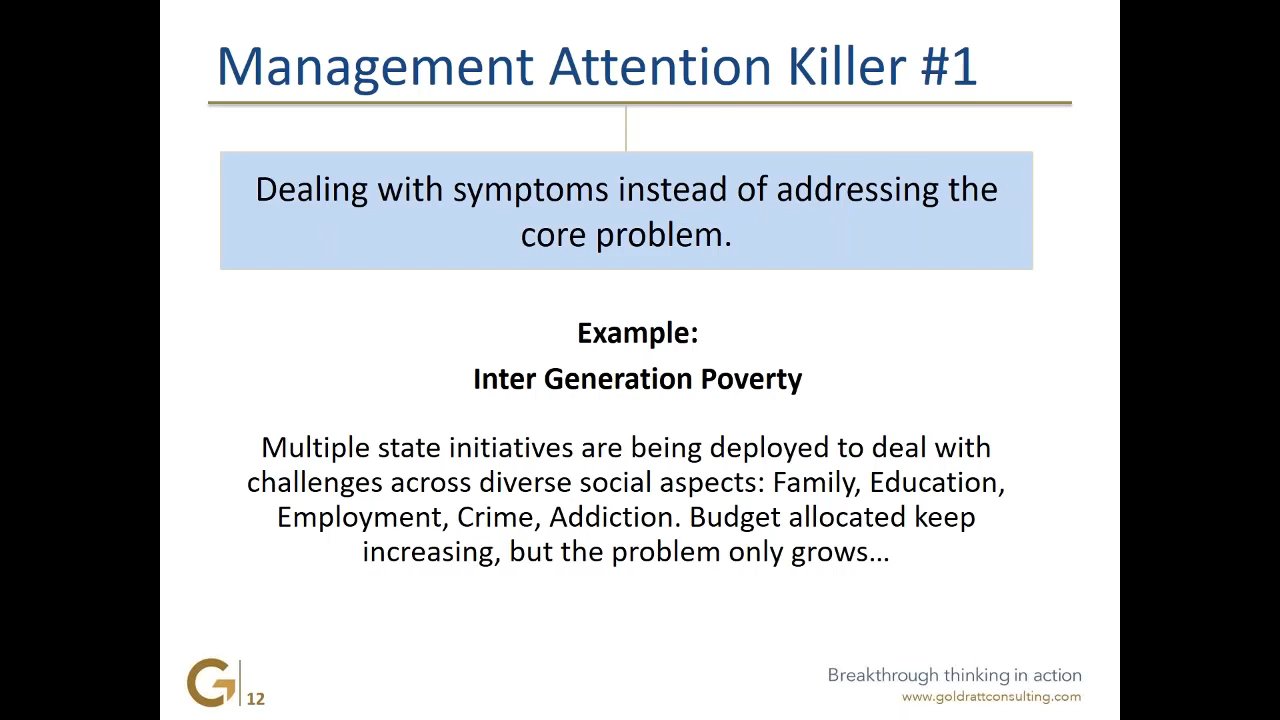 Management Attention Killer #1
Dealing with symptoms instead of addressing the
core problem.
Example:
Inter Generation Poverty
Multiple state initiatives are being deployed to deal with
challenges across diverse social aspects: Family, Education,
Employment, Crime, Addiction. Budget allocated keep
increasing, but the problem only grows…
G 12
Breakthrough thinking in action
www.goldrattconsulting.com